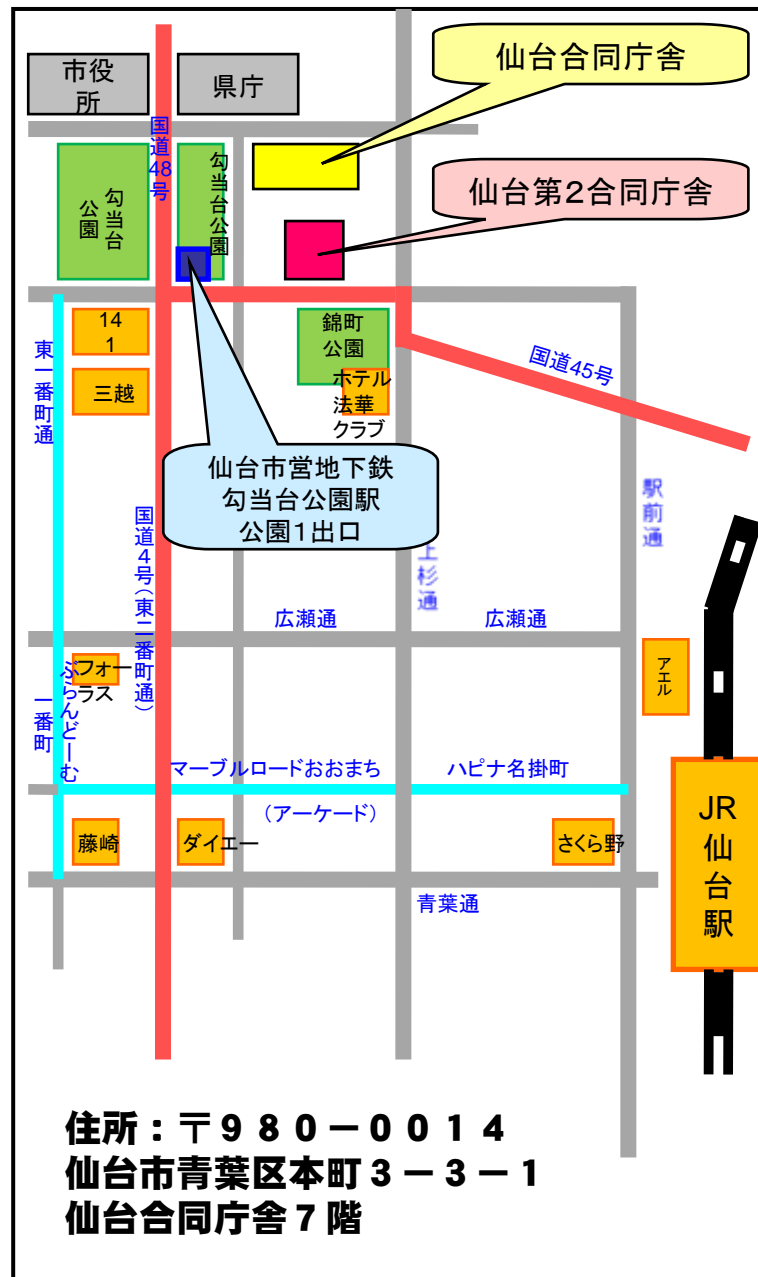 仙台合同庁舎
市役
所
県庁
国道48号
勾当台
公園
勾当台公園
仙台第2合同庁舎
14
1
錦町
公園
東一番町通
国道45号
三越
ホテル
法華
クラブ
仙台市営地下鉄
勾当台公園駅
公園1出口
駅前通
国道4号(東二番町通)
上杉通
広瀬通
広瀬通
フォー
ラス
アエル
一番町
ぶらんどーむ
マーブルロードおおまち
ハピナ名掛町
(アーケード)
JR
仙台駅
藤崎
ダイエー
さくら野
青葉通
住所:〒980-0014
仙台市青葉区本町3-3-1
仙台合同庁舎7階